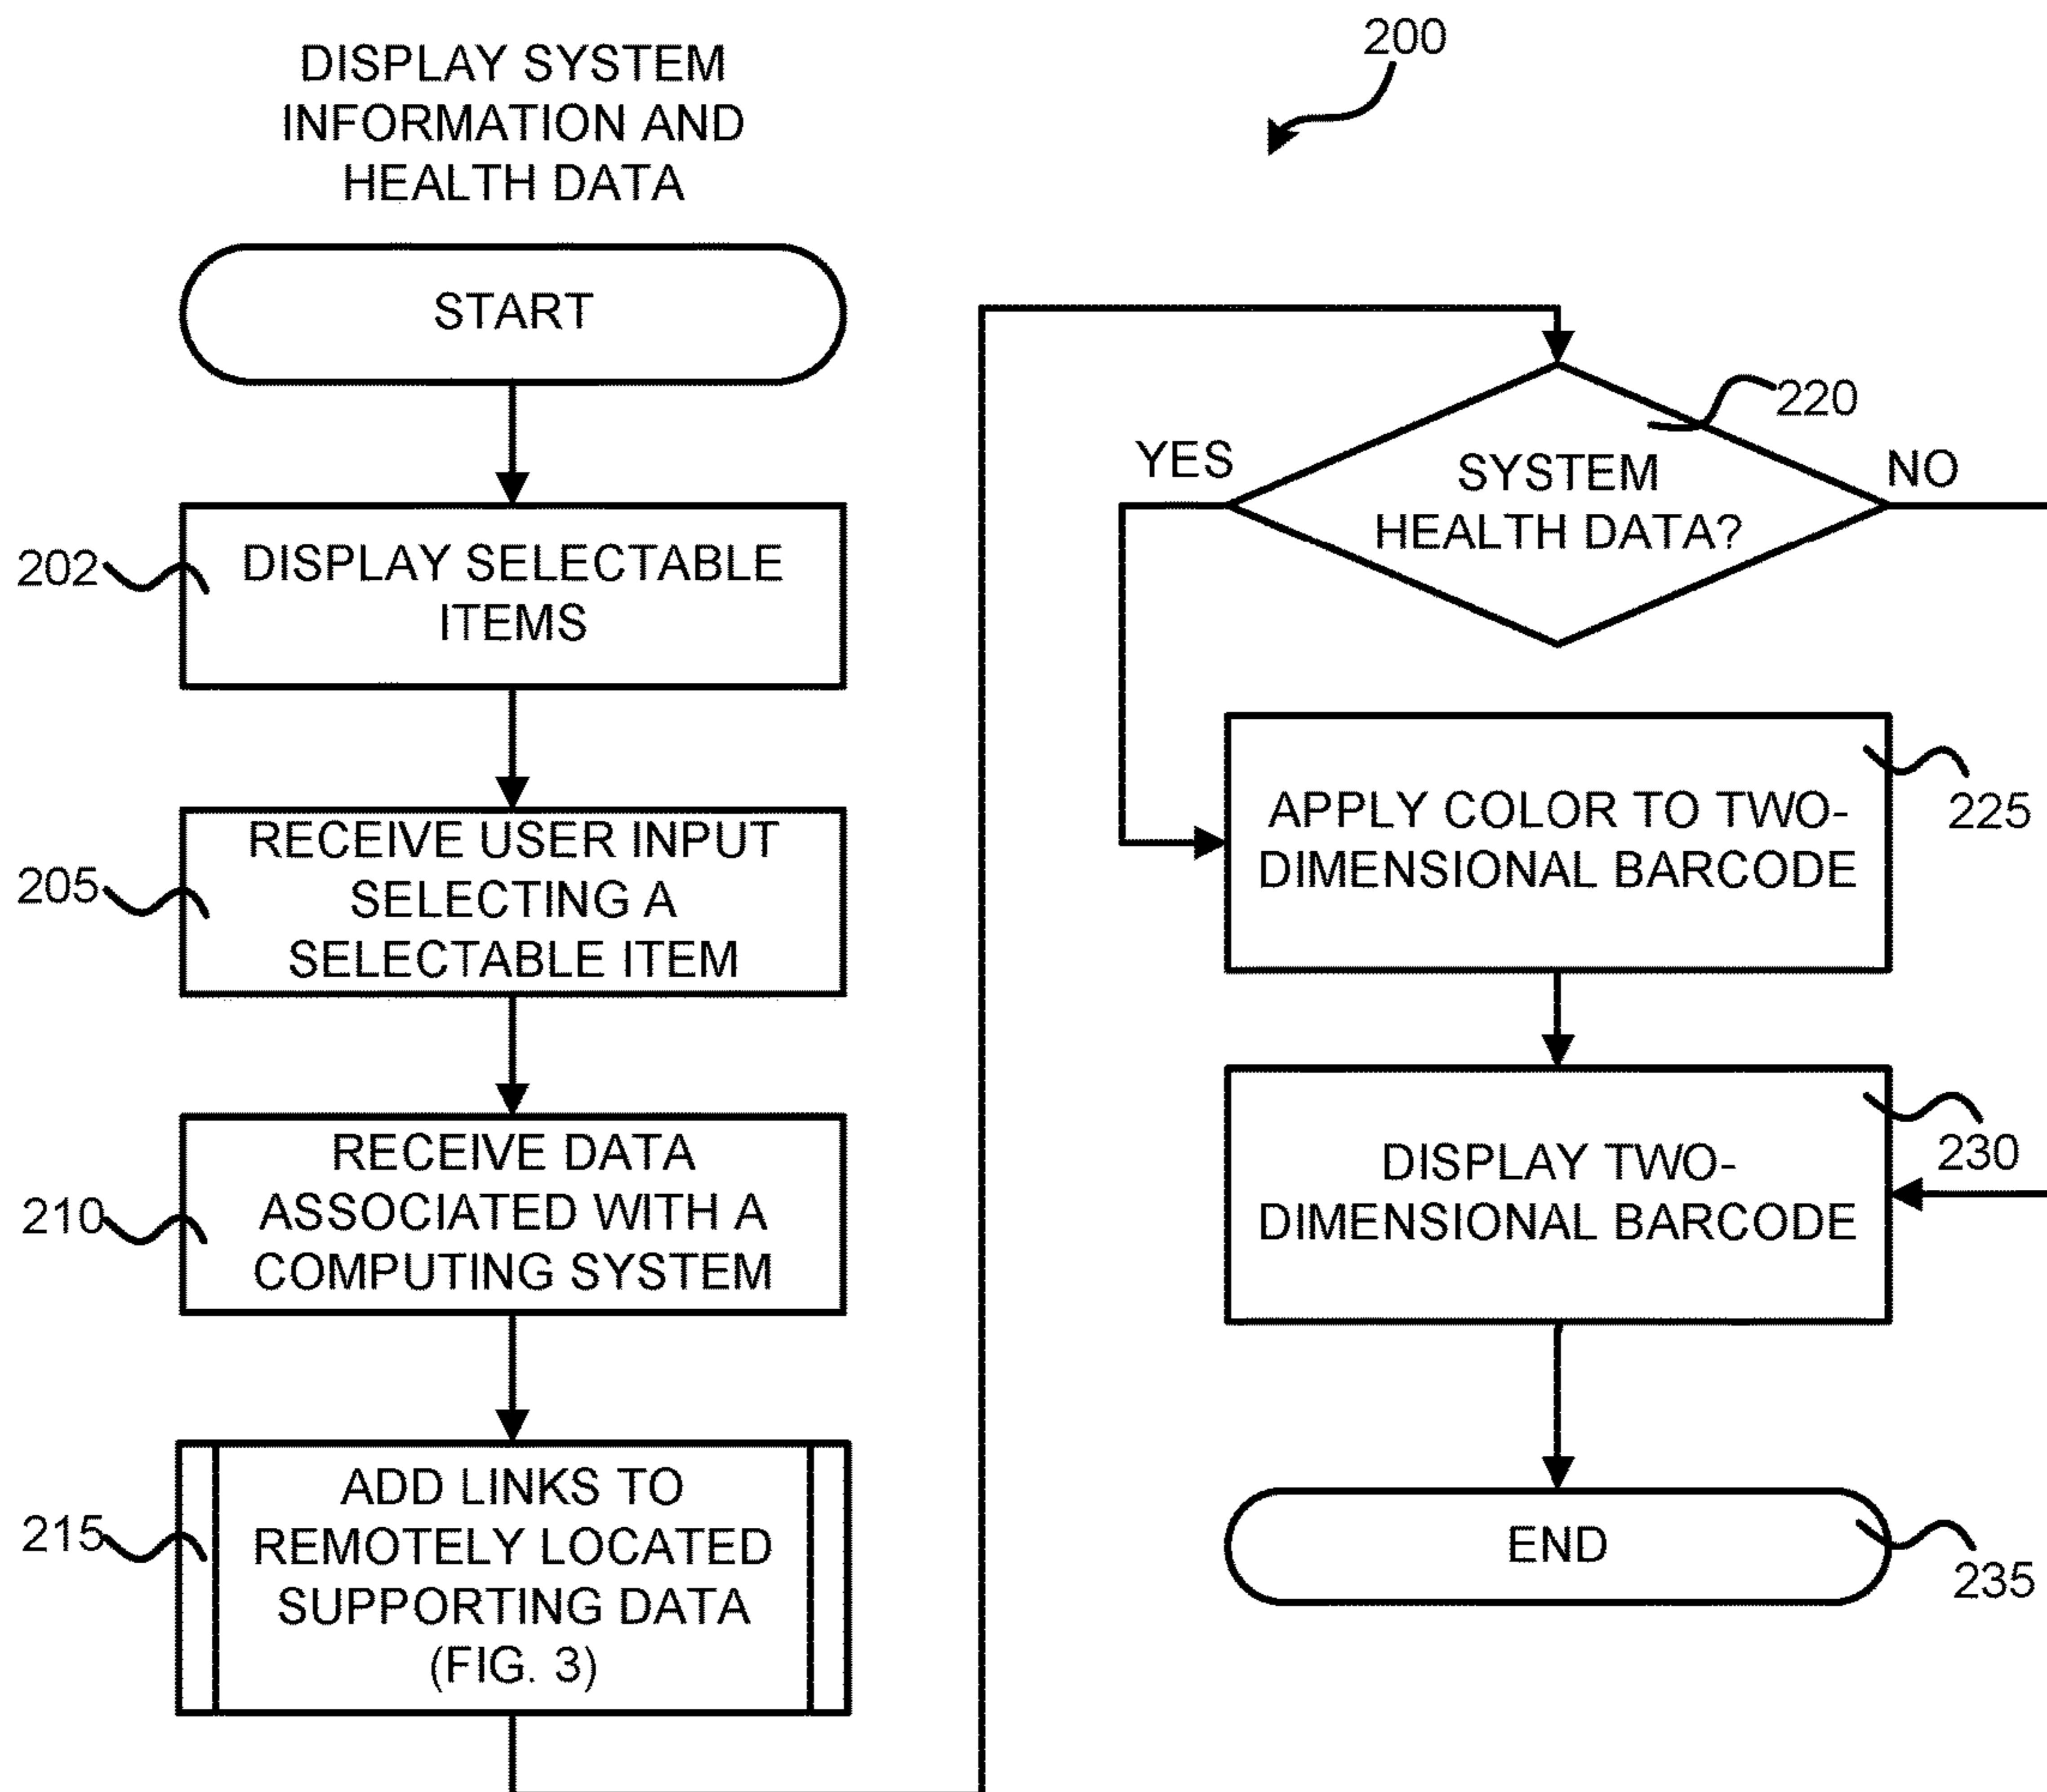 DISPLAY SYSTEM
INFORMATION AND
HEALTH DATA
START
202
DISPLAY SELECTABLE
ITEMS
205
RECEIVE USER INPUT
SELECTING A
SELECTABLE ITEM
210
RECEIVE DATA
ASSOCIATED WITH A
COMPUTING SYSTEM
215
ADD LINKS TO
REMOTELY LOCATED
SUPPORTING DATA
(FIG. 3)
200
220
YES
SYSTEM
HEALTH DATA?
NO
APPLY COLOR TO TWO-
DIMENSIONAL BARCODE
225
DISPLAY TWO-
DIMENSIONAL BARCODE
230
END
235